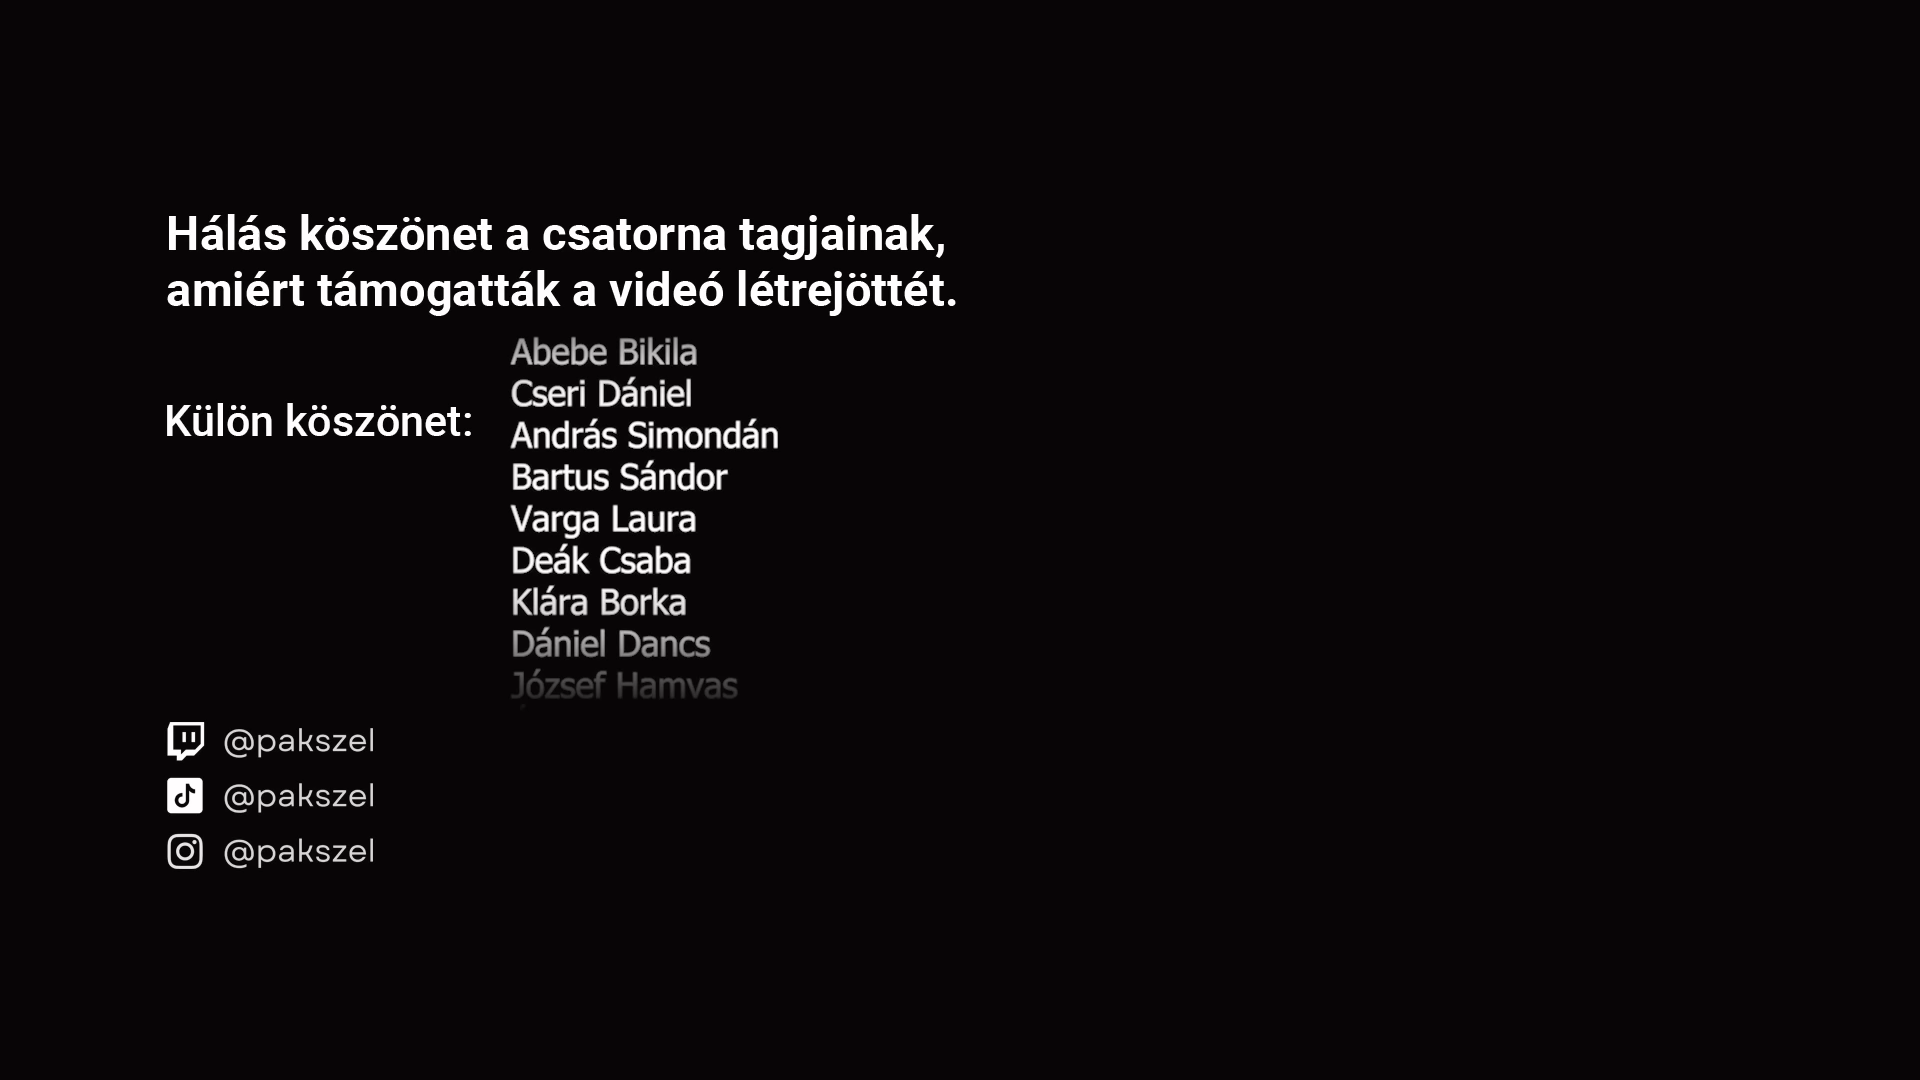 Hálás köszönet a csatorna tagjainak,
amiért támogatták a videó létrejöttét.
Külön köszönet:
Abebe Bikila
Cseri Dániel
András Simondán
Bartus Sándor
Varga Laura
Deák Csaba
Klára Borka
Dániel Dancs
József Hamvas
@pakszel
@pakszel
@pakszel